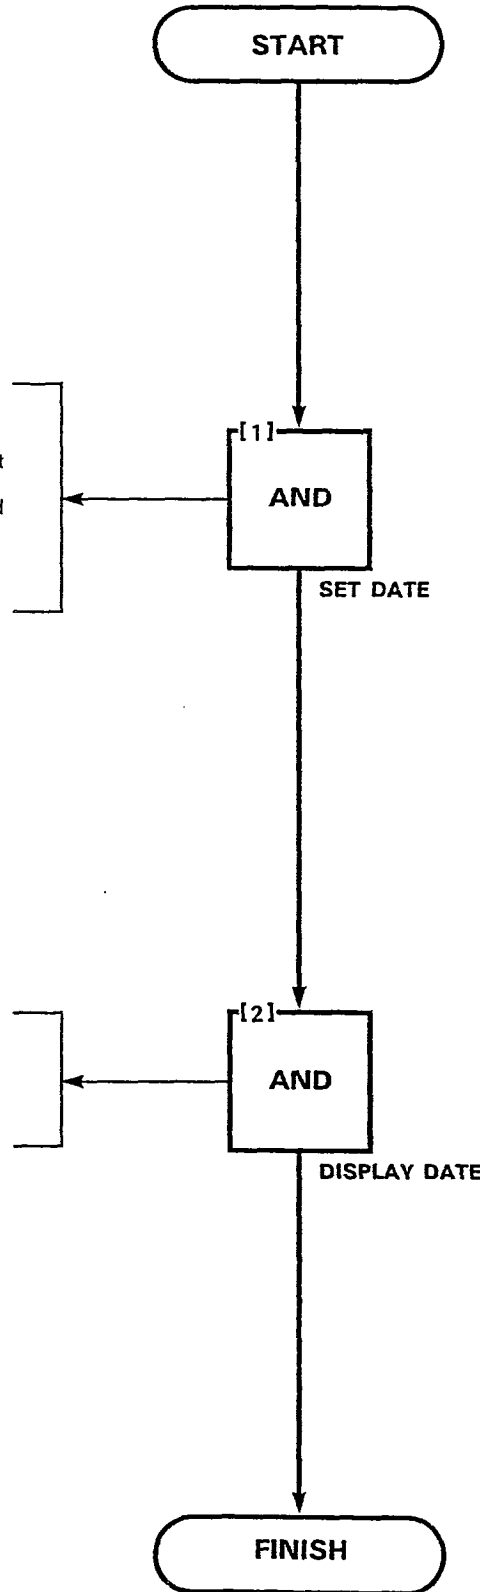 START
[1]
AND
SET DATE
[2]
AND
DISPLAY DATE
FINISH